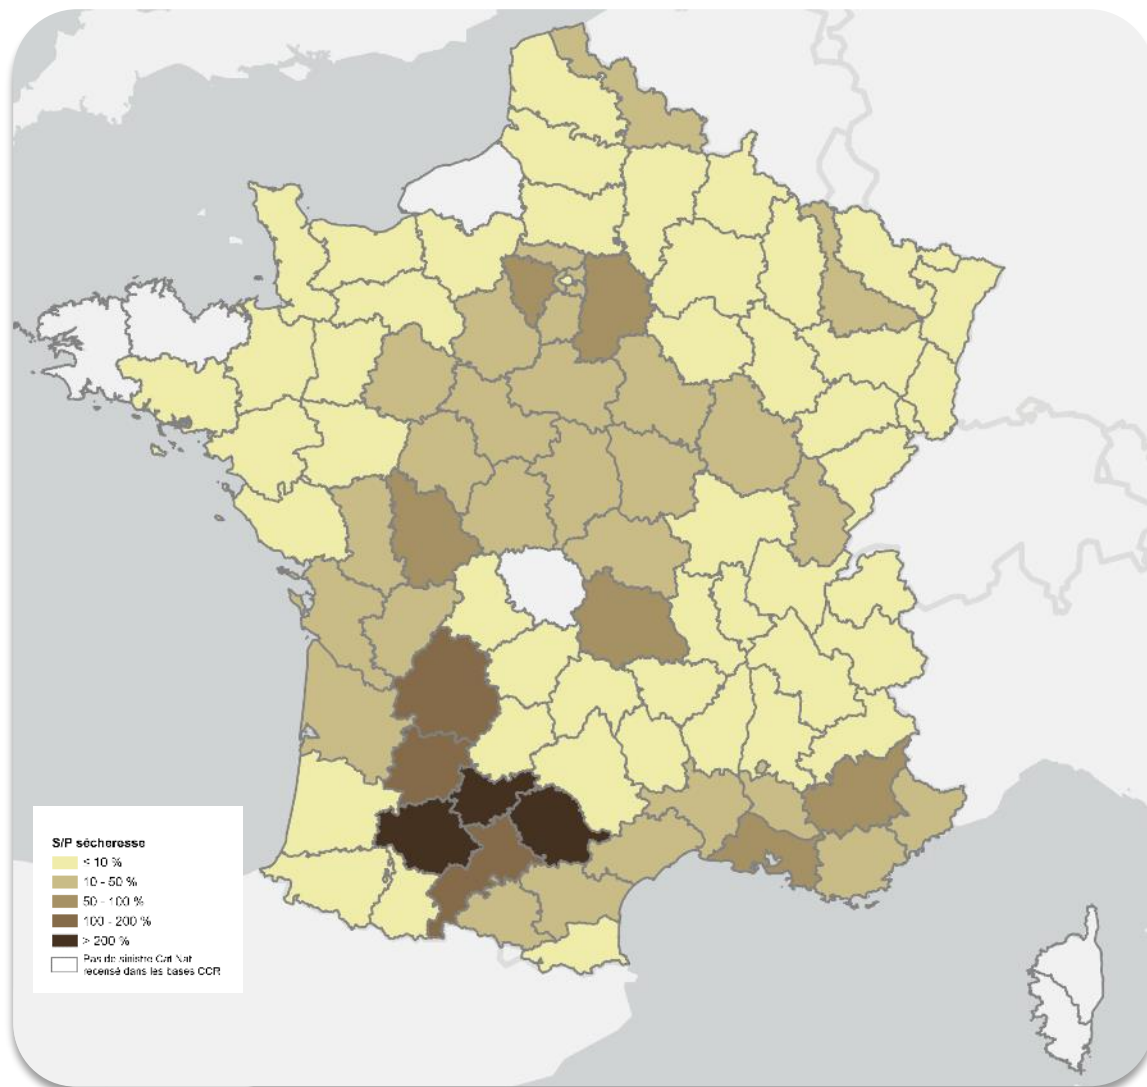 S/P sécheresse
< 10 %
10 - 50 %
50 - 100 %
100 - 200 %
> 200 %
Pas de sinistre Cat Nat
recensé dans les bases CCR